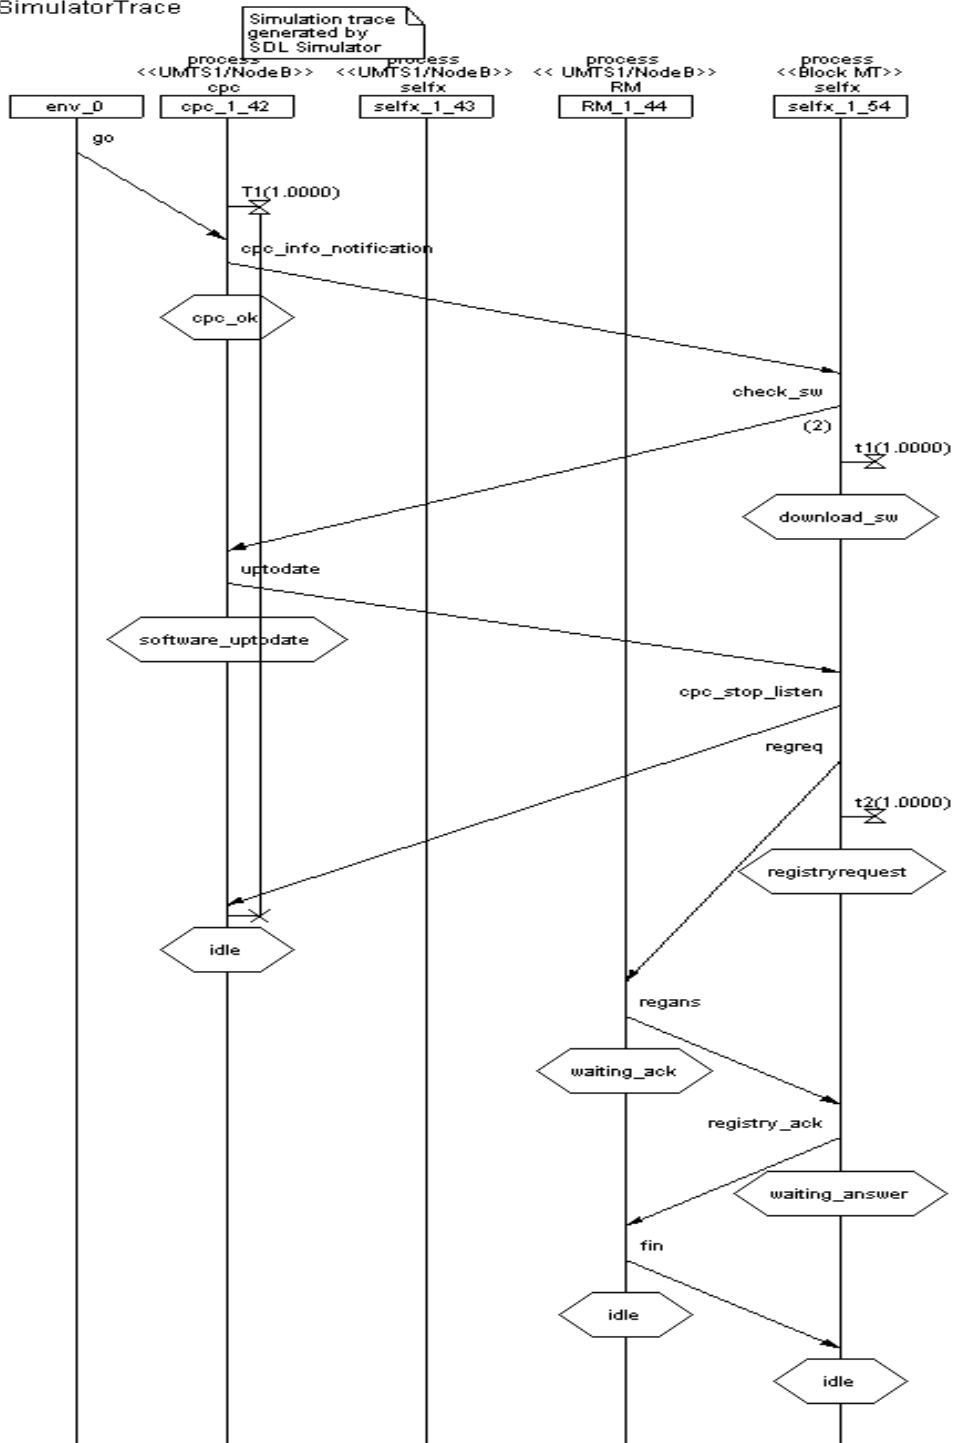 SimulatorTrace
Simulation trace
generated by
SDL Simulator
process
<<UMTS1/NodeB>>
cpc
process
<<UMTS1/NodeB>>
selfx
process
<< UMTS1/NodeB>>
RM
process
<<Block MT>>
selfx
env_0
cpc_1_42
selfx_1_43
RM_1_44
selfx_1_54
go
T1(1.0000)
cpc_info_notification
cpc_ok
check_sw
(2)
t1(1.0000)
download_sw
uptodate
software_uptodate
cpc_stop_listen
regreq
t2(1.0000)
registryrequest
idle
regans
waiting_ack
registry_ack
waiting_answer
fin
idle
idle